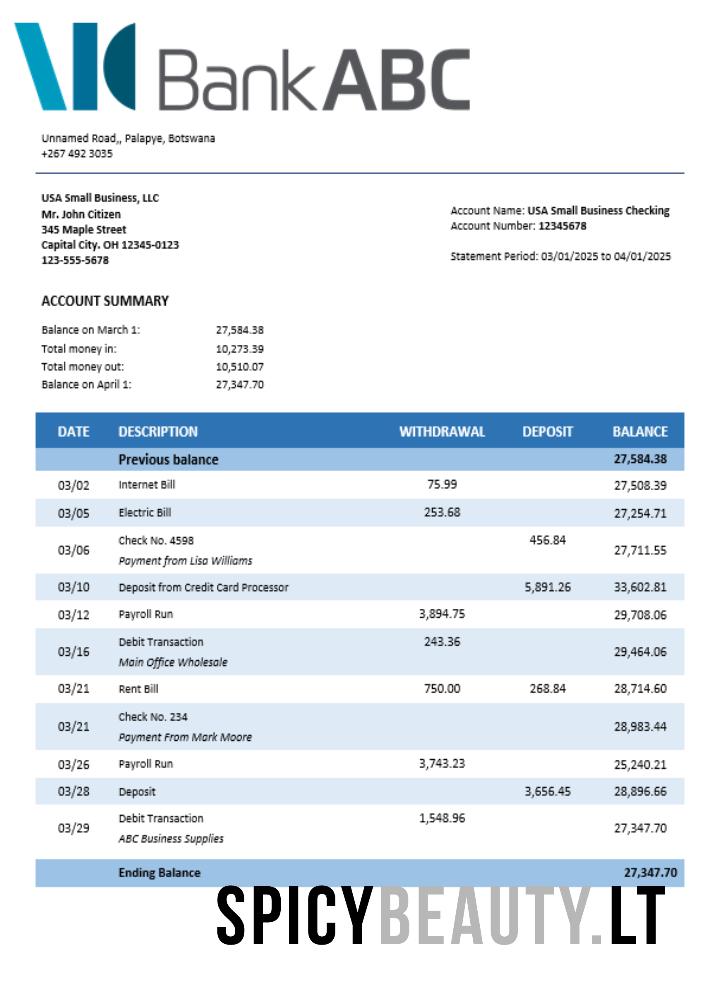 BankABC
Unnamed Road,, Palapye, Botswana
+267 492 3035
USA Small Business, LLC
Mr. John Citizen
345 Maple Street
Capital City. OH 12345-0123
123-555-5678
Account Name: USA Small Business Checking
Account Number: 12345678
Statement Period: 03/01/2025 to 04/01/2025
ACCOUNT SUMMARY
Balance on March 1: 27,584.38
Total money in: 10,273.39
Total money out: 10,510.07
Balance on April 1: 27,347.70
DATE DESCRIPTION WITHDRAWAL DEPOSIT BALANCE
Previous balance 27,584.38
03/02 Internet Bill 75.99 27,508.39
03/05 Electric Bill 253.68 27,254.71
03/06 Check No. 4598 456.84 27,711.55
Payment from Lisa Williams
03/10 Deposit from Credit Card Processor 5,891.26 33,602.81
03/12 Payroll Run 3,894.75 29,708.06
03/16 Debit Transaction 243.36 29,464.06
Main Office Wholesale
03/21 Rent Bill 750.00 268.84 28,714.60
03/21 Check No. 234 28,983.44
Payment From Mark Moore
03/26 Payroll Run 3,743.23 25,240.21
03/28 Deposit 3,656.45 28,896.66
03/29 Debit Transaction 1,548.96 27,347.70
ABC Business Supplies
Ending Balance 27,347.70
SPICYBEAUTY.LT